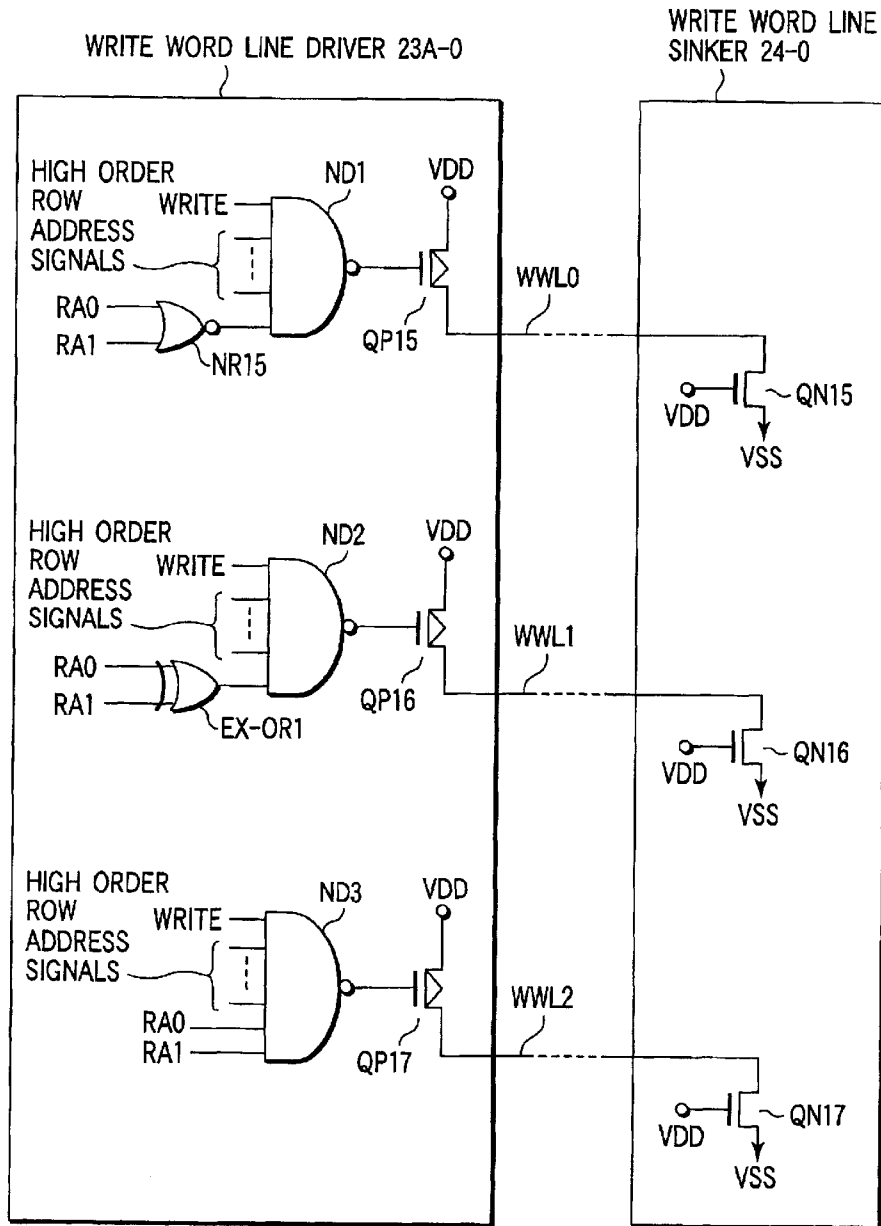 WRITE WORD LINE DRIVER 23A-0
WRITE WORD LINE
SINKER 24-0
HIGH ORDER
ROW
ADDRESS
SIGNALS
WRITE
RA0
RA1
NR15
ND1
VDD
QP15
WWL0
VDD
QN15
VSS
HIGH ORDER
ROW
ADDRESS
SIGNALS
WRITE
RA0
RA1
EX-OR1
ND2
VDD
QP16
WWL1
VDD
QN16
VSS
HIGH ORDER
ROW
ADDRESS
SIGNALS
WRITE
RA0
RA1
ND3
VDD
QP17
WWL2
VDD
QN17
VSS